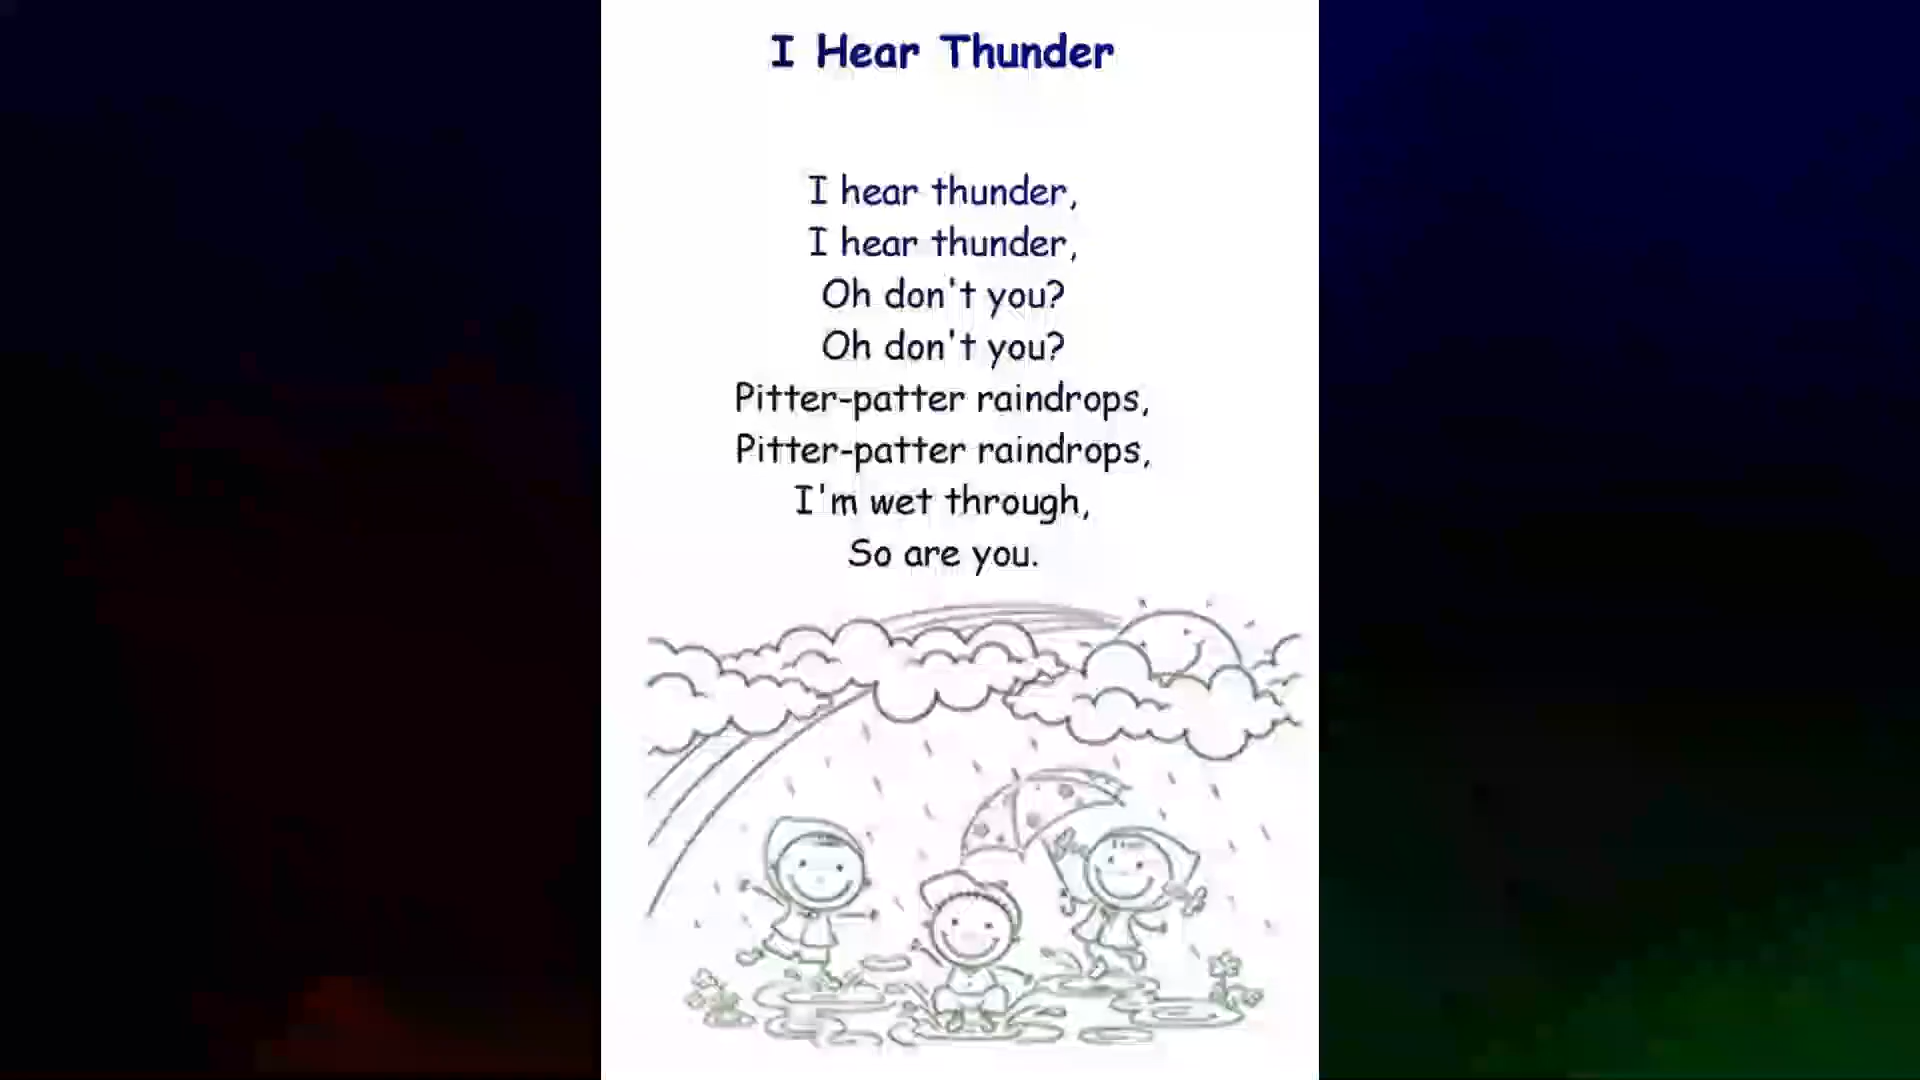 I Hear Thunder
I hear thunder,
I hear thunder,
Oh don't you?
Oh don't you?
Pitter-patter raindrops,
Pitter-patter raindrops,
I'm wet through,
So are you.